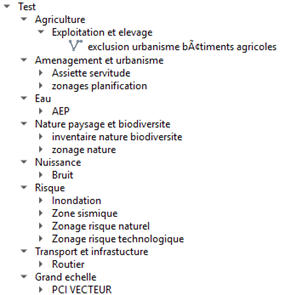 Test
Agriculture
Exploitation et elevage
exclusion urbanisme bÃ¢timents agricoles
Amenagement et urbanisme
Assiette servitude
zonages planification
Eau
AEP
Nature paysage et biodiversite
inventaire nature biodiversite
zonage nature
Nuissance
Bruit
Risque
Inondation
Zone sismique
Zonage risque naturel
Zonage risque technologique
Transport et infrastucture
Routier
Grand echelle
PCI VECTEUR